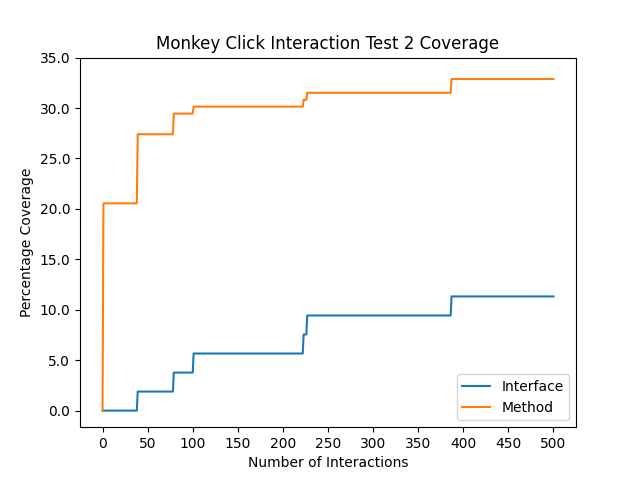 Monkey Click Interaction Test 2 Coverage
35.0
30.0
25.0
20.0
15.0
10.0
5.0
0.0
Percentage Coverage
Interface
Method
0 50 100 150 200 250 300 350 400 450 500
Number of Interactions